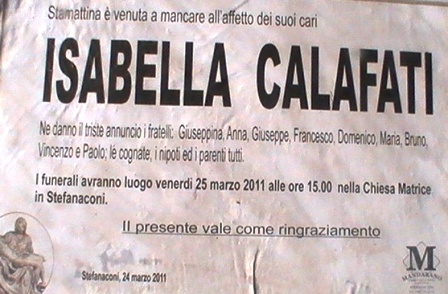 Stamattina è venuta a mancare all'affetto dei suoi cari
ISABELLA CALAFATI
Ne danno il triste annuncio i fratelli: Giuseppina, Anna, Giuseppe, Francesco, Domenico, Maria, Bruno,
Vincenzo e Paolo; le cognate, i nipoti ed i parenti tutti.
I funerali avranno luogo venerdi 25 marzo 2011 alle ore 15.00 nella Chiesa Matrice
in Stefanaconi.
Il presente vale come ringraziamento
Stefanaconi, 24 marzo 2011
M
MANDARANO